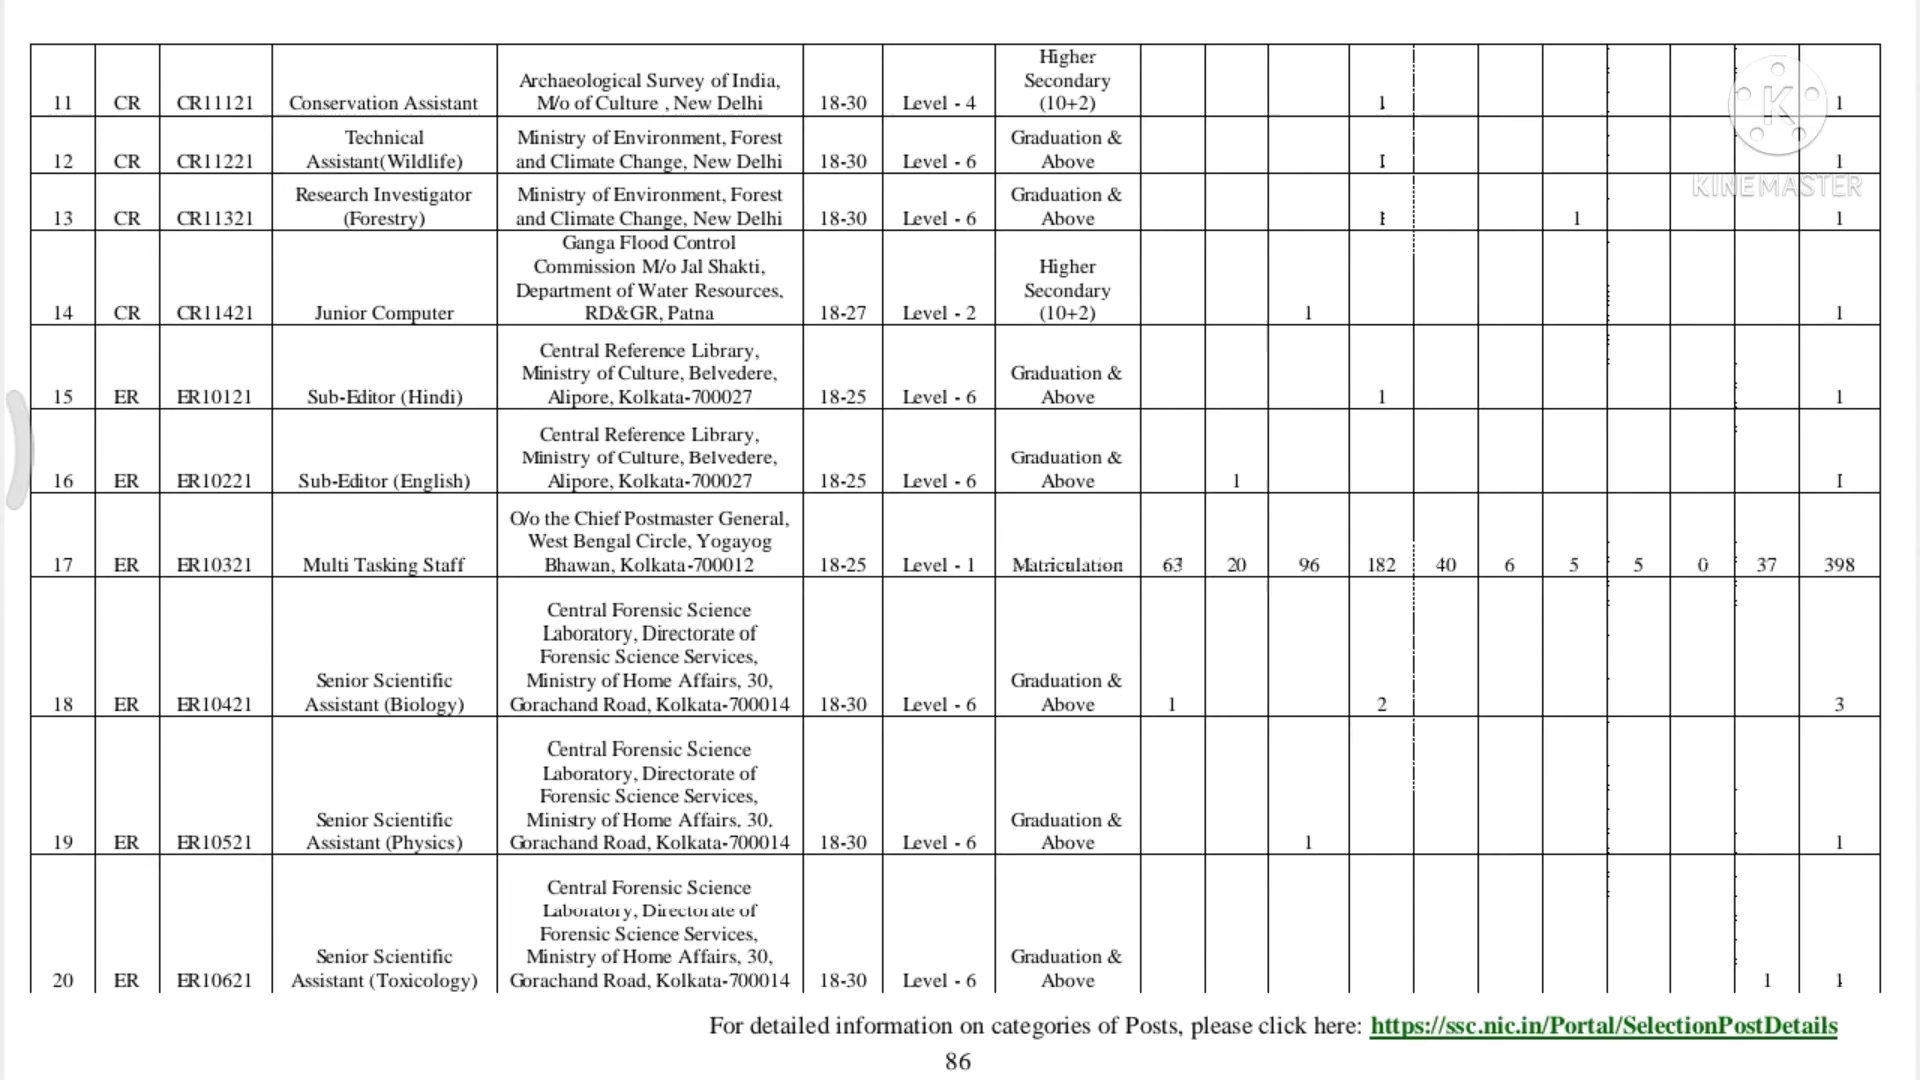 11 CR CR11121 Conservation Assistant Archaeological Survey of India, M/o of Culture , New Delhi 18-30 Level - 4 Higher Secondary (10+2) 1 1
12 CR CR11221 Technical Assistant(Wildlife) Ministry of Environment, Forest and Climate Change, New Delhi 18-30 Level - 6 Graduation & Above 1 1
13 CR CR11321 Research Investigator (Forestry) Ministry of Environment, Forest and Climate Change, New Delhi 18-30 Level - 6 Graduation & Above 1 1 1
14 CR CR11421 Junior Computer Ganga Flood Control Commission M/o Jal Shakti, Department of Water Resources, RD&GR, Patna 18-27 Level - 2 Higher Secondary (10+2) 1 1
15 ER ER10121 Sub-Editor (Hindi) Central Reference Library, Ministry of Culture, Belvedere, Alipore, Kolkata-700027 18-25 Level - 6 Graduation & Above 1 1
16 ER ER10221 Sub-Editor (English) Central Reference Library, Ministry of Culture, Belvedere, Alipore, Kolkata-700027 18-25 Level - 6 Graduation & Above 1 1
17 ER ER10321 Multi Tasking Staff O/o the Chief Postmaster General, West Bengal Circle, Yogayog Bhawan, Kolkata-700012 18-25 Level - 1 Matriculation 63 20 96 182 40 6 5 5 0 37 398
18 ER ER10421 Senior Scientific Assistant (Biology) Central Forensic Science Laboratory, Directorate of Forensic Science Services, Ministry of Home Affairs, 30, Gorachand Road, Kolkata-700014 18-30 Level - 6 Graduation & Above 1 2 3
19 ER ER10521 Senior Scientific Assistant (Physics) Central Forensic Science Laboratory, Directorate of Forensic Science Services, Ministry of Home Affairs, 30, Gorachand Road, Kolkata-700014 18-30 Level - 6 Graduation & Above 1 1
20 ER ER10621 Senior Scientific Assistant (Toxicology) Central Forensic Science Laboratory, Directorate of Forensic Science Services, Ministry of Home Affairs, 30, Gorachand Road, Kolkata-700014 18-30 Level - 6 Graduation & Above 1 1
K
KINEMASTER
For detailed information on categories of Posts, please click here: https://ssc.nic.in/Portal/SelectionPostDetails
86